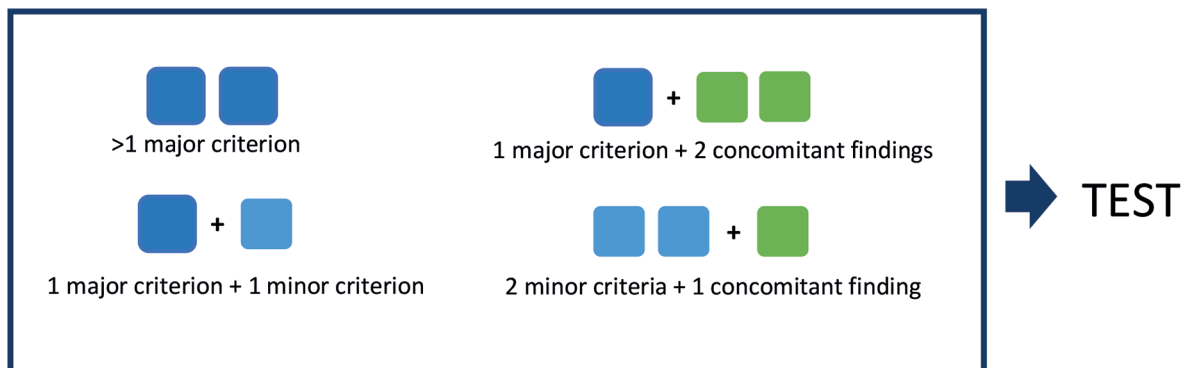 >1 major criterion
+
1 major criterion + 2 concomitant findings
+
1 major criterion + 1 minor criterion
+
2 minor criteria + 1 concomitant finding
TEST